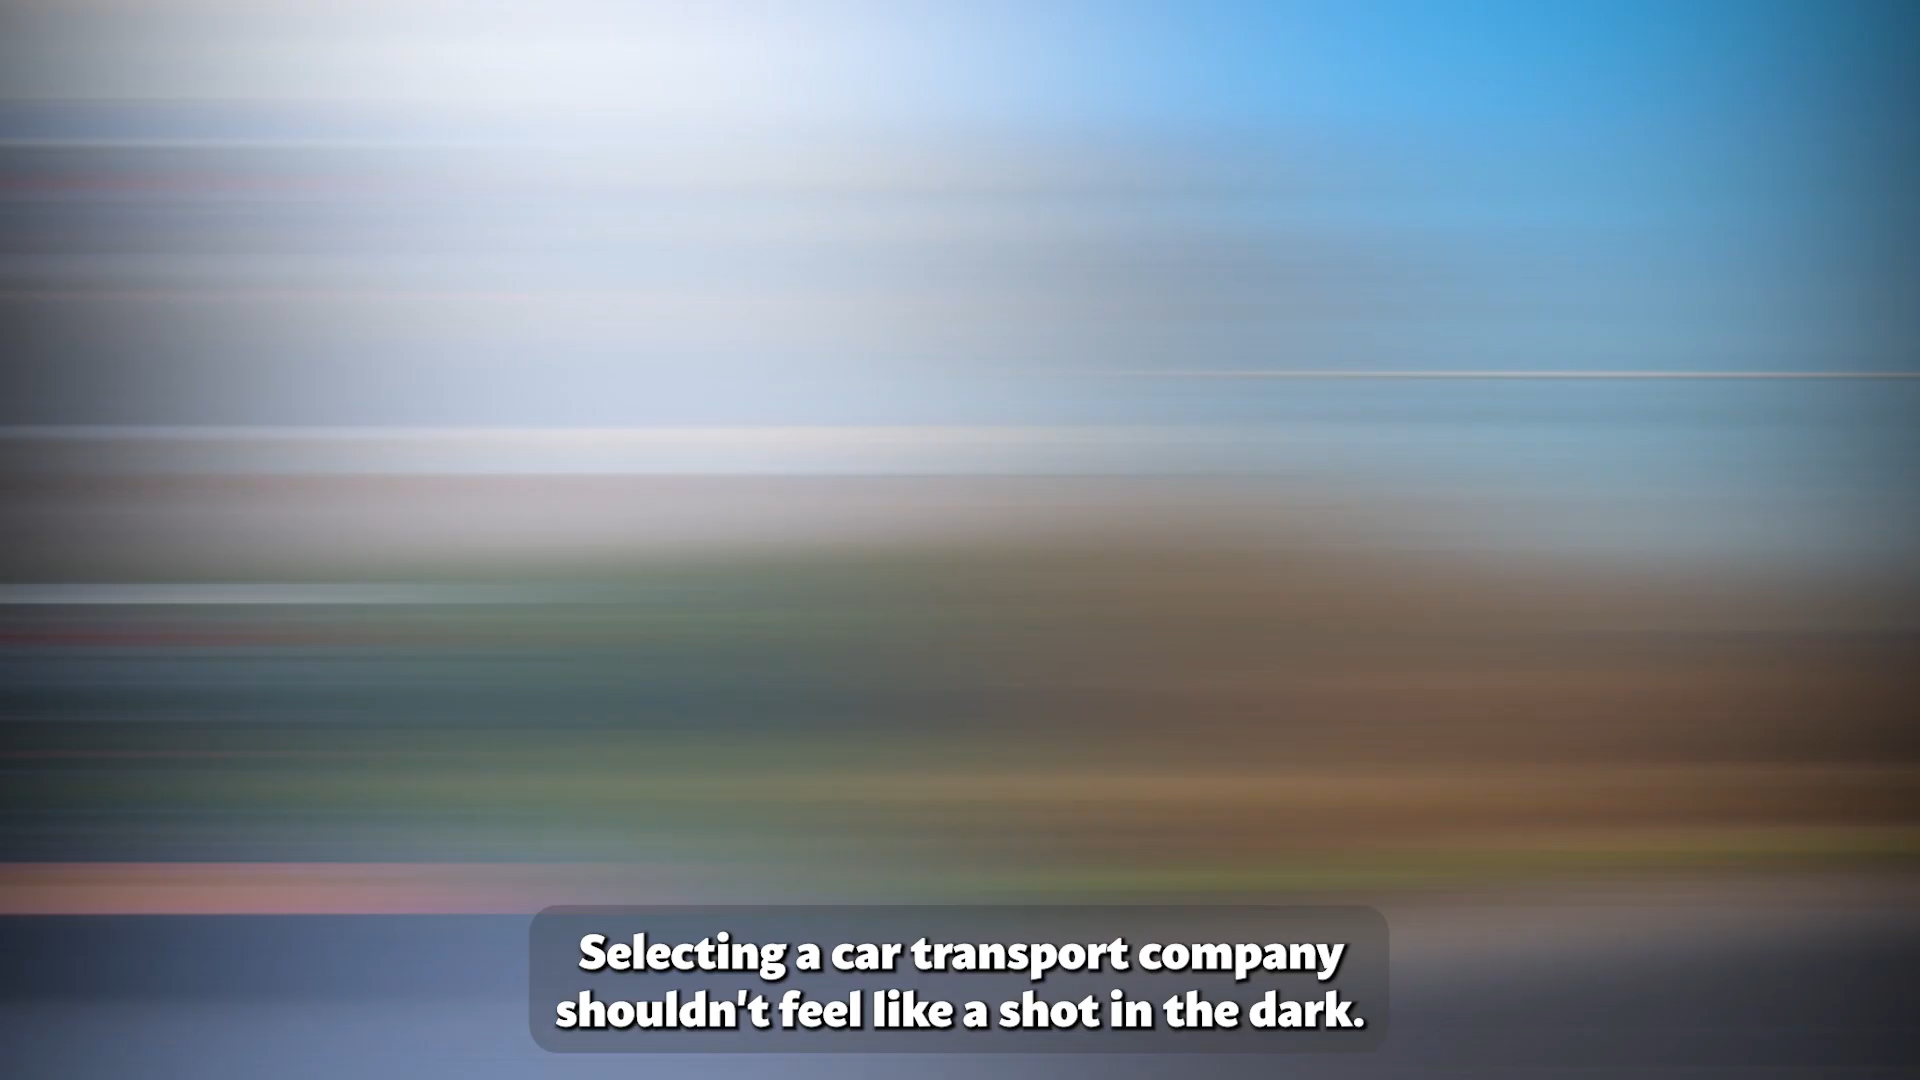 Selecting a car transport company
shouldn't feel like a shot in the dark.